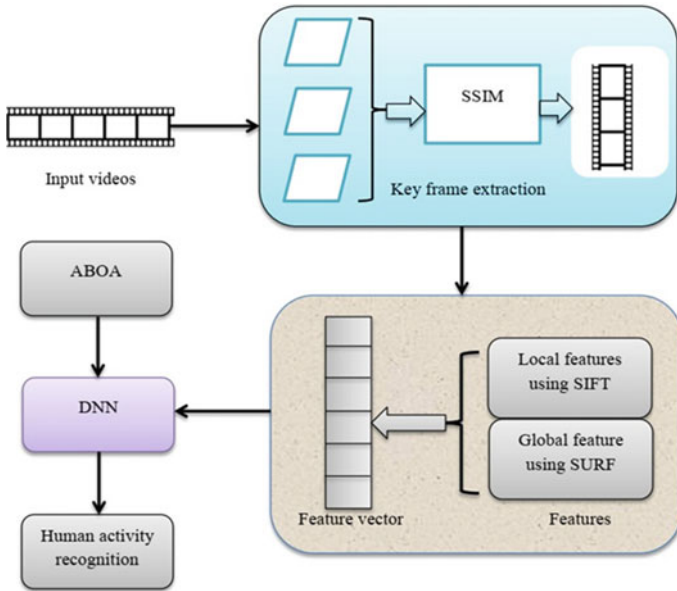 SSIM
Input videos
Key frame extraction
ABOA
Local features
using SIFT
DNN
Global feature
using SURF
Feature vector
Features
Human activity
recognition